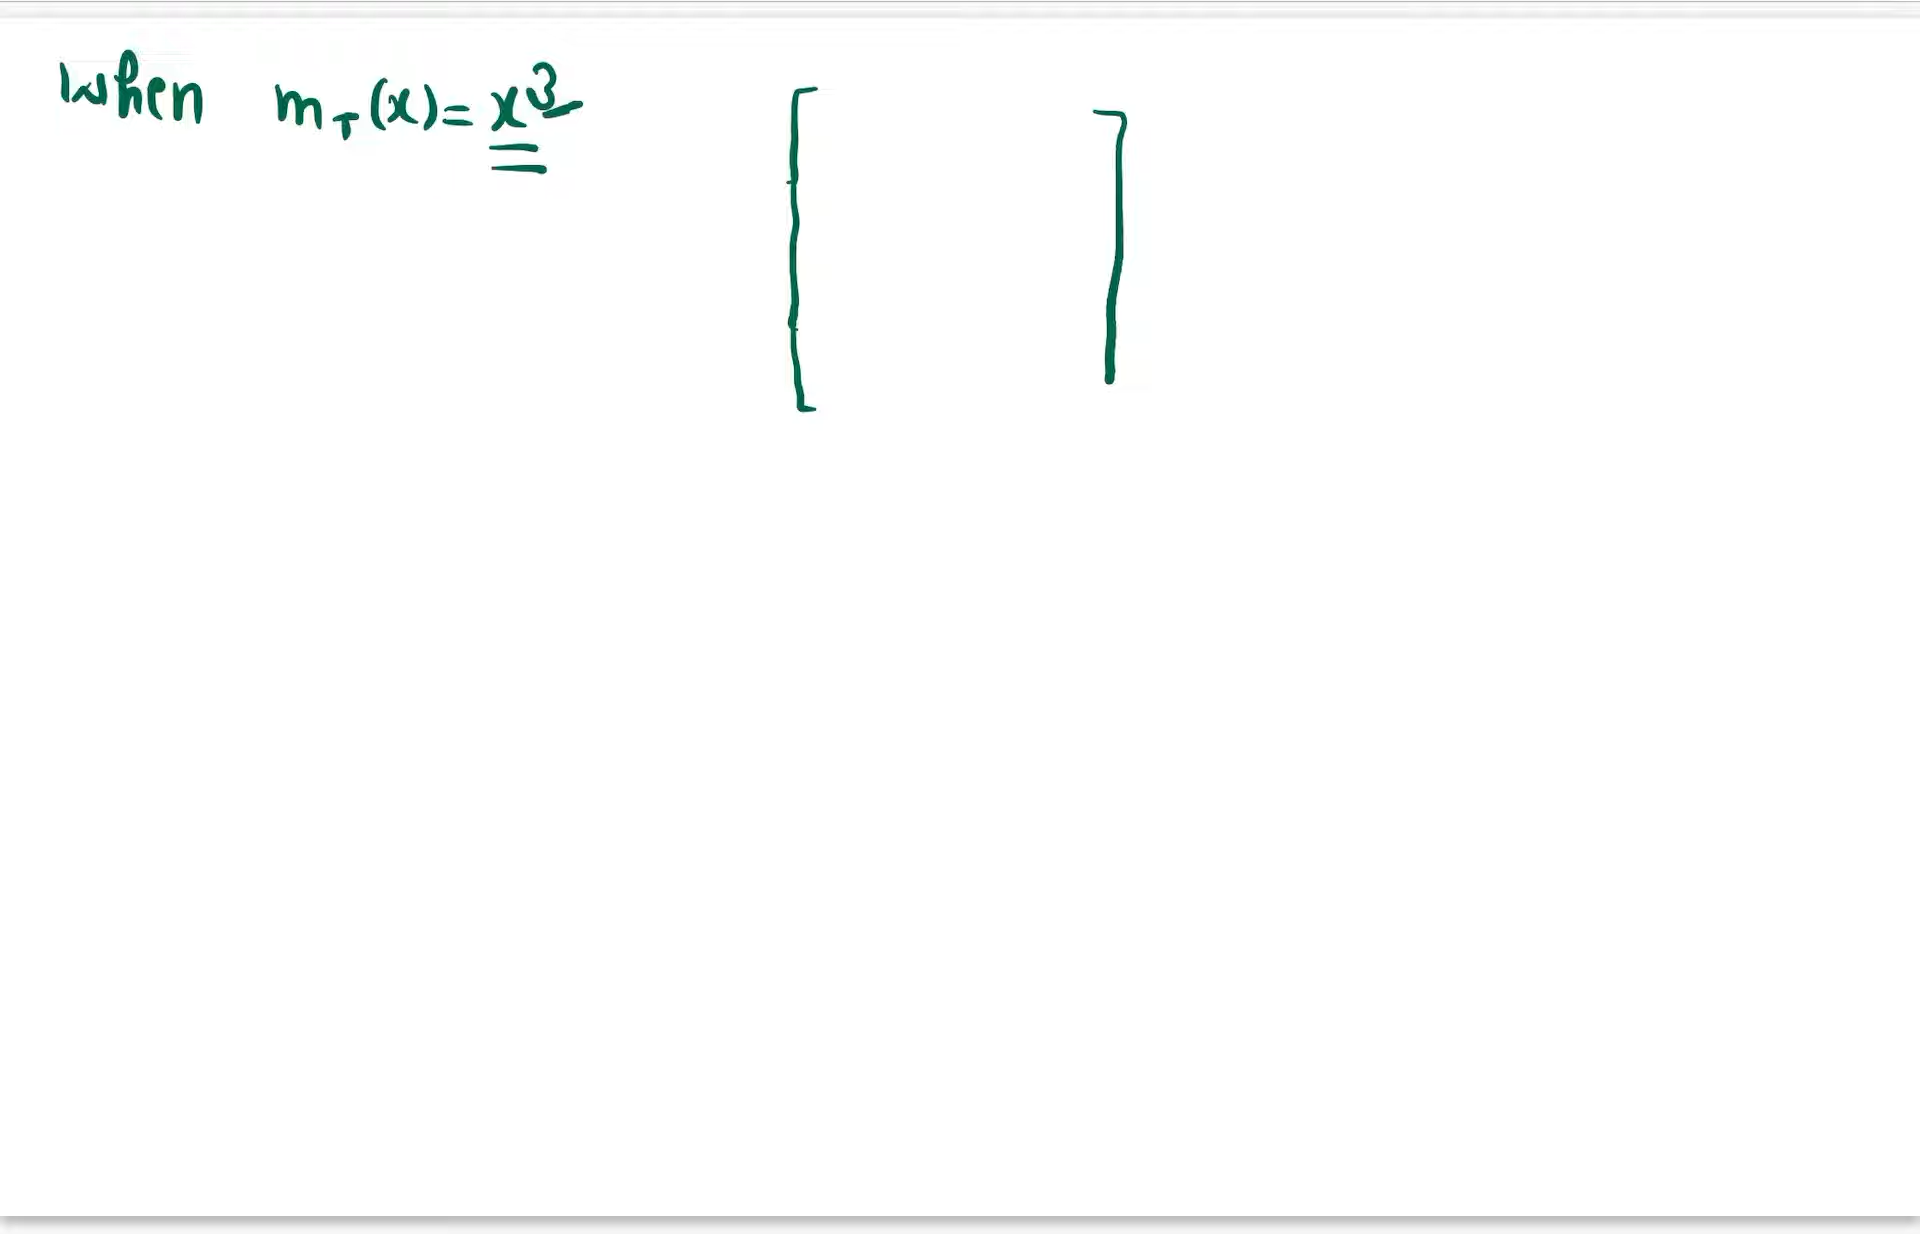 when m_T(x) = x^3 [ ]